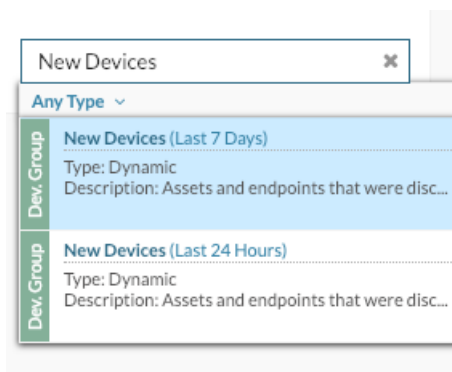 New Devices ✖
Any Type
Dev. Group
New Devices (Last 7 Days)
Type: Dynamic
Description: Assets and endpoints that were disc...
Dev. Group
New Devices (Last 24 Hours)
Type: Dynamic
Description: Assets and endpoints that were disc...